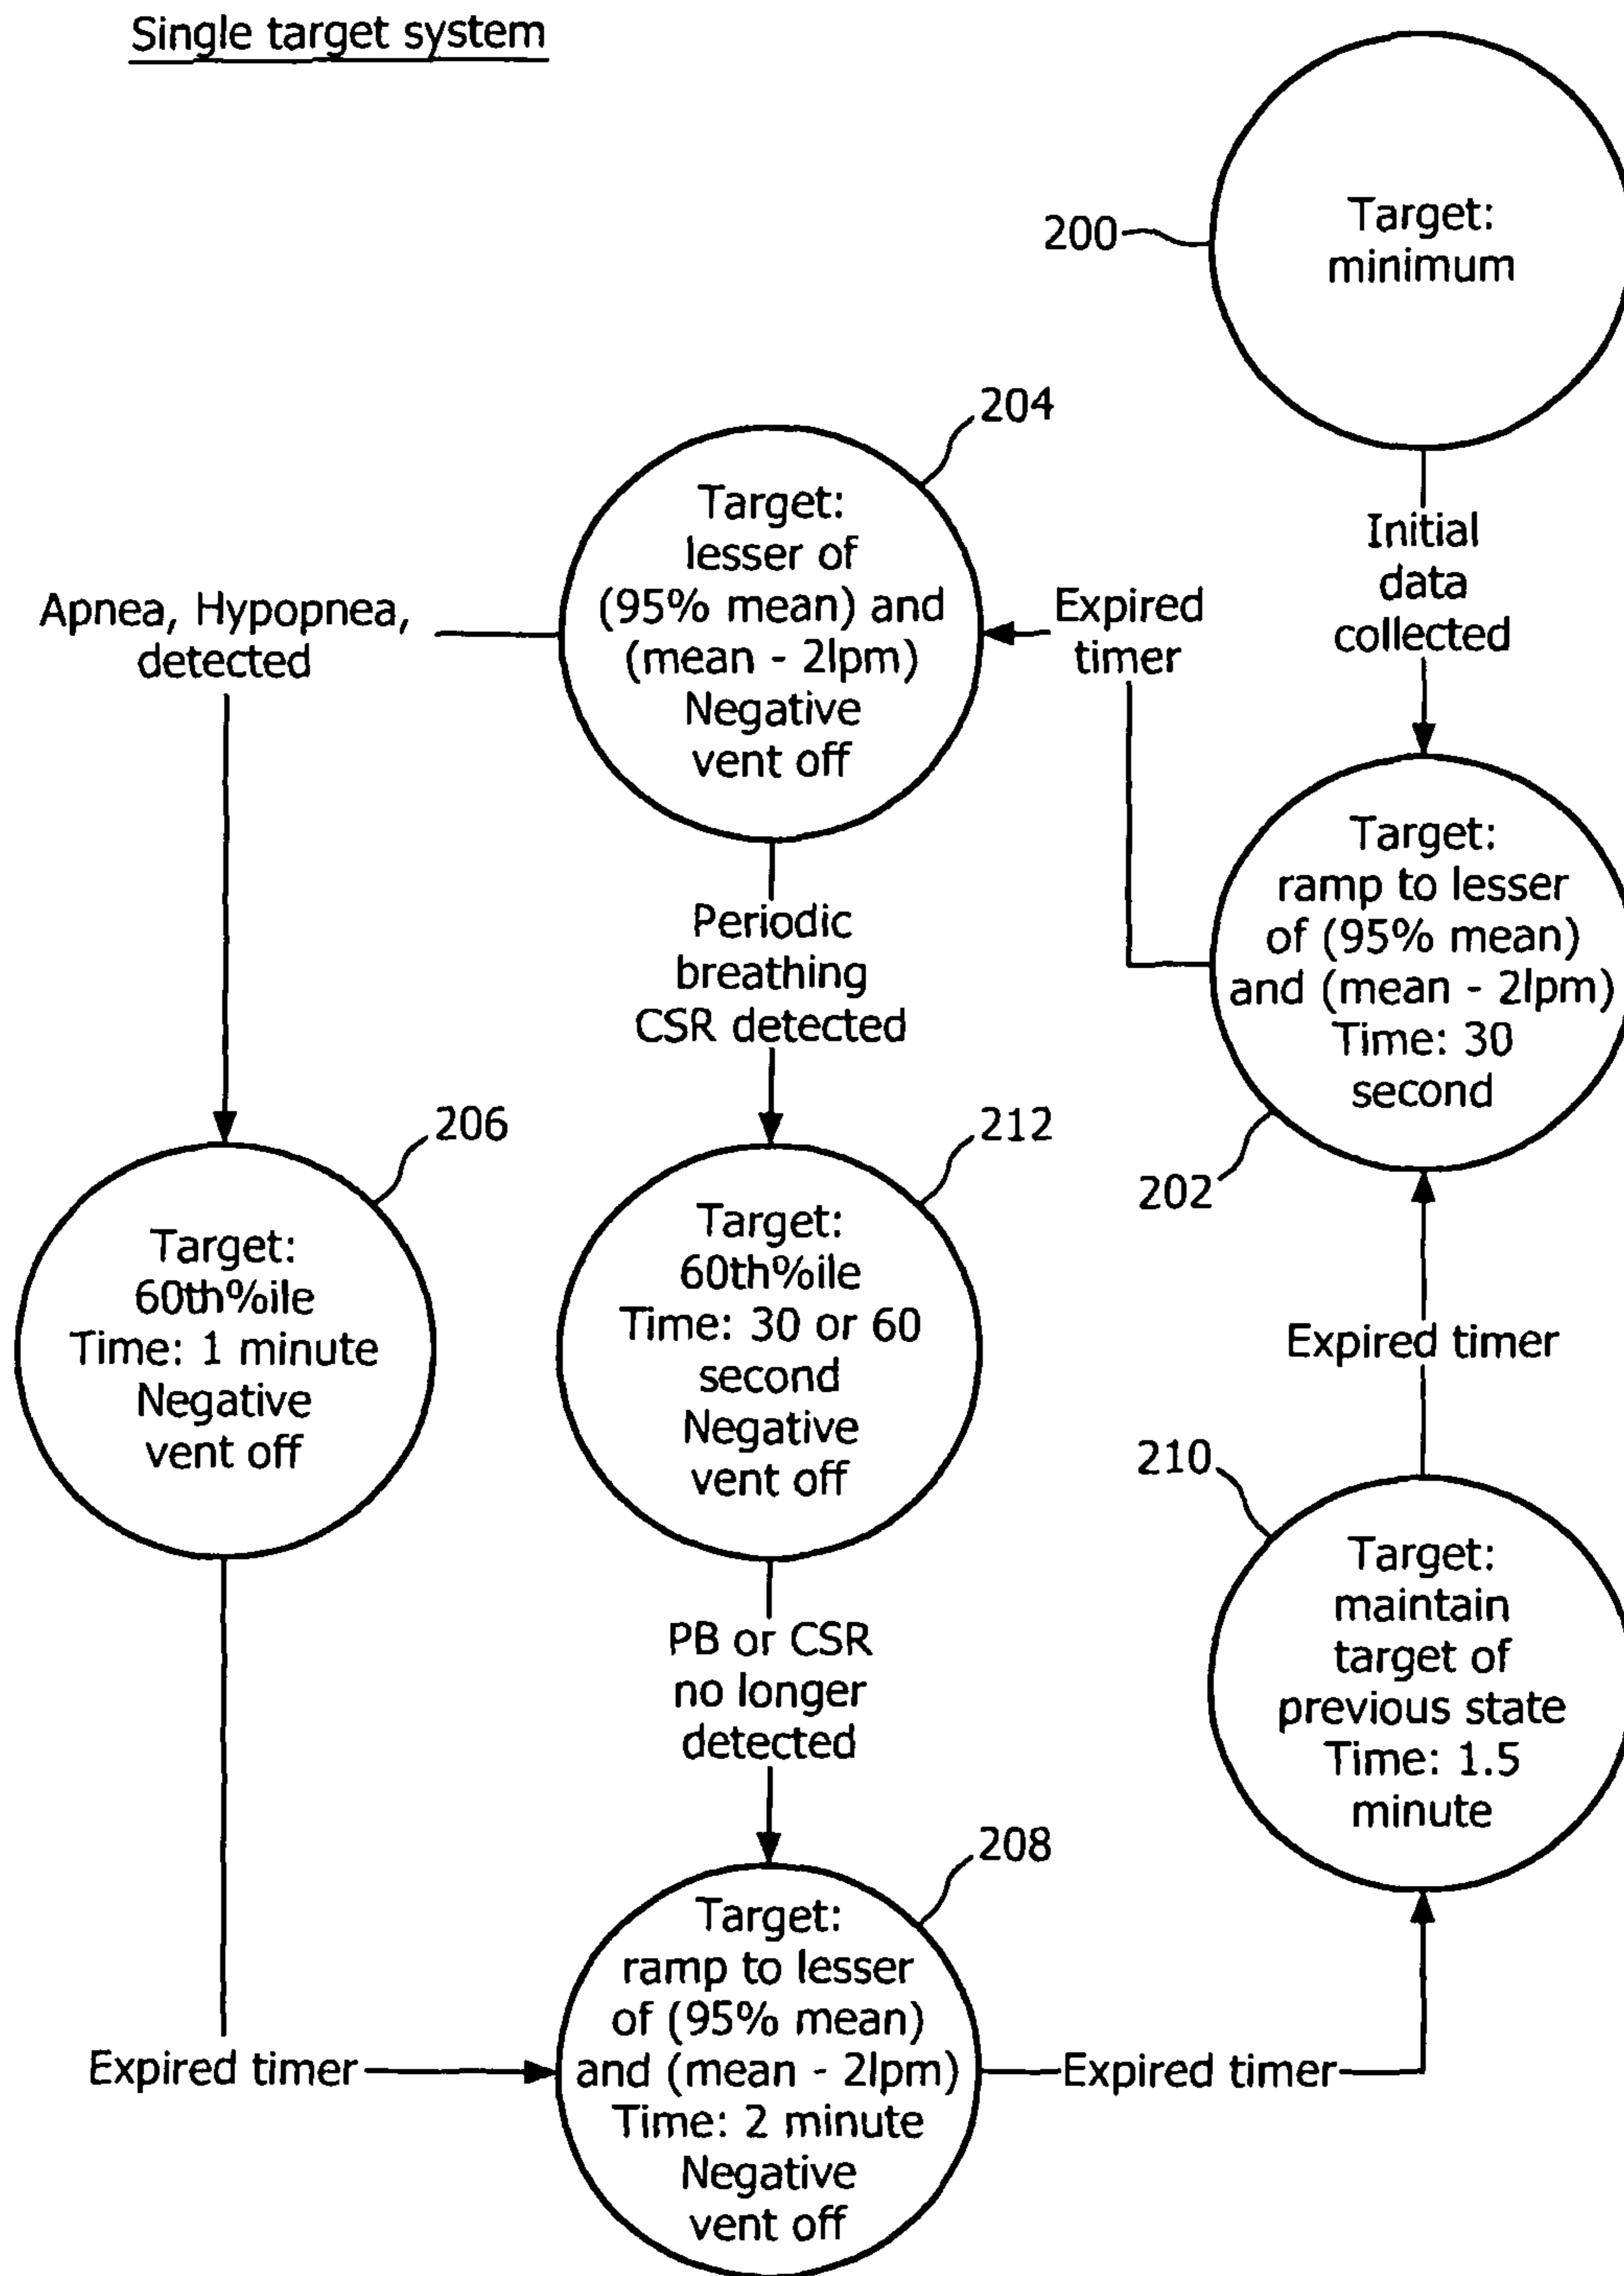 Single target system
200
Target:
minimum
Initial
data
collected
204
Target:
lesser of
(95% mean) and
(mean - 2lpm)
Negative
vent off
Expired
timer
Apnea, Hypopnea,
detected
Periodic
breathing
CSR detected
Target:
ramp to lesser
of (95% mean)
and (mean - 2lpm)
Time: 30
second
202
206
Target:
60th%ile
Time: 1 minute
Negative
vent off
212
Target:
60th%ile
Time: 30 or 60
second
Negative
vent off
Expired timer
210
Target:
maintain
target of
previous state
Time: 1.5
minute
PB or CSR
no longer
detected
208
Target:
ramp to lesser
of (95% mean)
and (mean - 2lpm)
Time: 2 minute
Negative
vent off
Expired timer
Expired timer